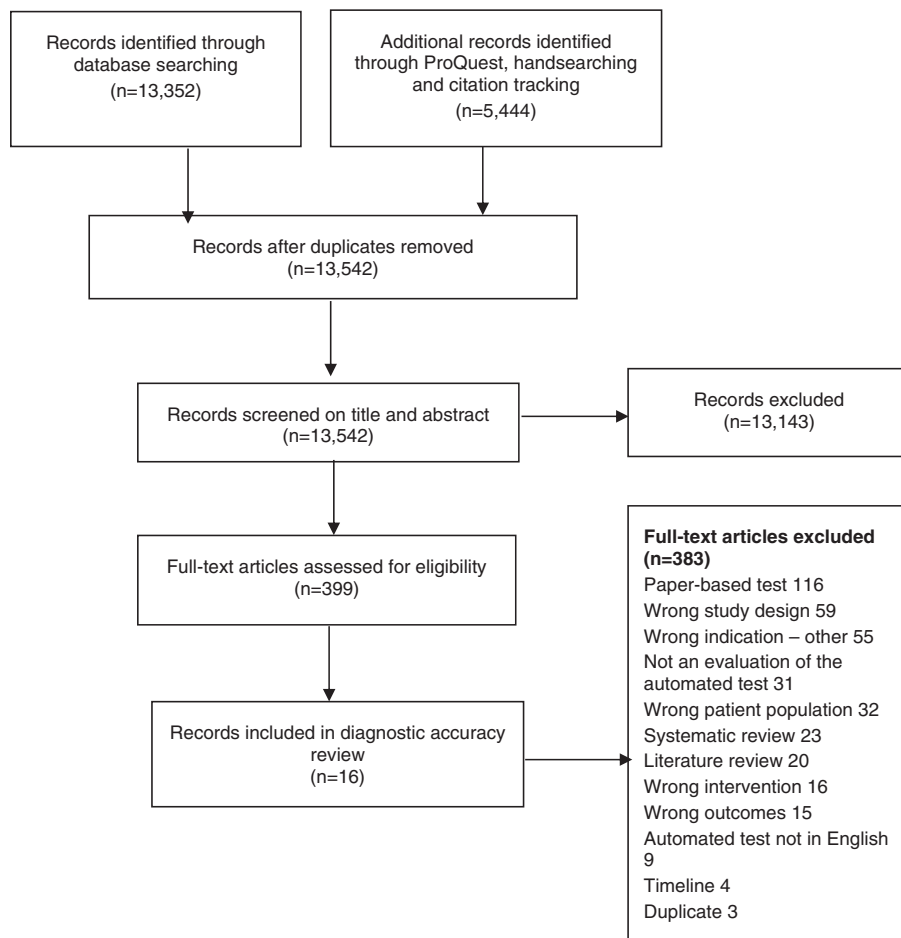 Records identified through
database searching
(n=13,352)
Additional records identified
through ProQuest, handsearching
and citation tracking
(n=5,444)
Records after duplicates removed
(n=13,542)
Records screened on title and abstract
(n=13,542)
Records excluded
(n=13,143)
Full-text articles assessed for eligibility
(n=399)
Full-text articles excluded
(n=383)
Paper-based test 116
Wrong study design 59
Wrong indication – other 55
Not an evaluation of the
automated test 31
Wrong patient population 32
Systematic review 23
Literature review 20
Wrong intervention 16
Wrong outcomes 15
Automated test not in English
9
Timeline 4
Duplicate 3
Records included in diagnostic accuracy
review
(n=16)